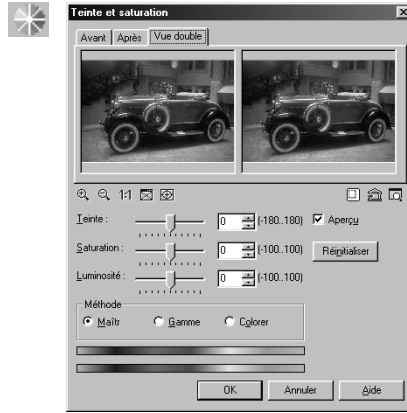 Teinte et saturation
Avant Après Vue double
1:1
Teinte : 0 (-180..180) Aperçu
Saturation : 0 (-100..100) Réinitialiser
Luminosité : 0 (-100..100)
Méthode
Maîtr Gamme Colorer
OK Annuler Aide